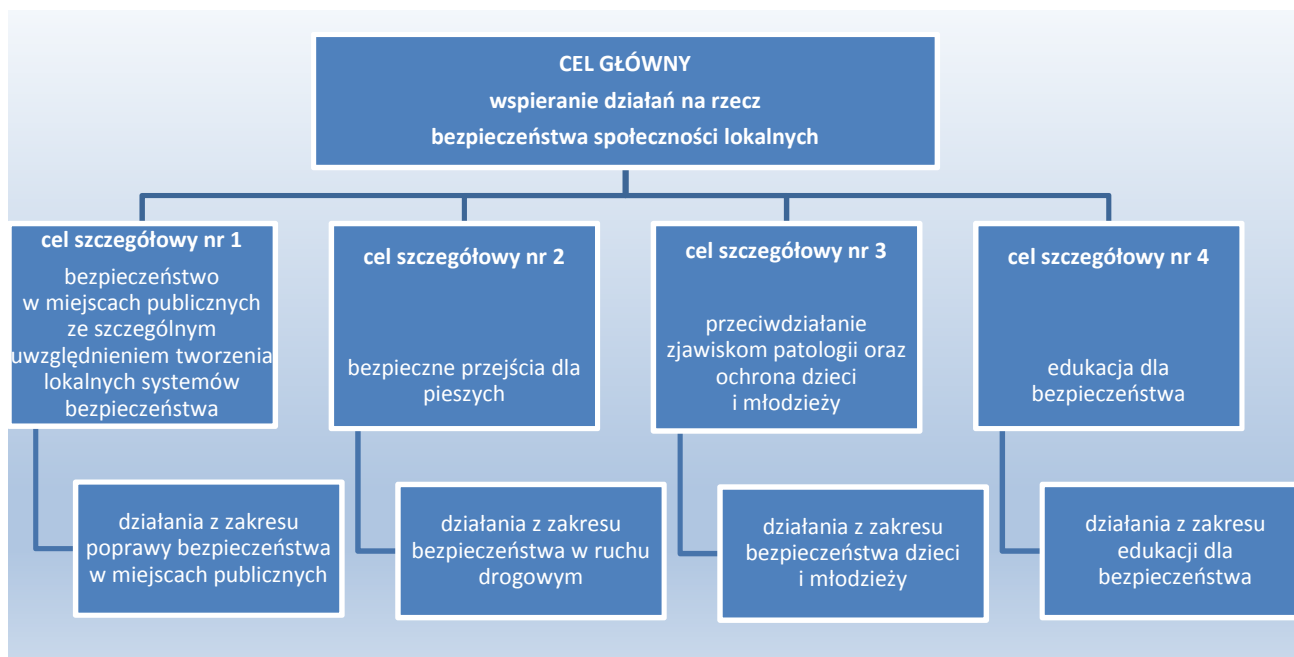 CEL GŁÓWNY
wspieranie działań na rzecz
bezpieczeństwa społeczności lokalnych
cel szczegółowy nr 1
bezpieczeństwo
w miejscach publicznych
ze szczególnym
uwzględnieniem tworzenia
lokalnych systemów
bezpieczeństwa
cel szczegółowy nr 2
bezpieczne przejścia dla
pieszych
cel szczegółowy nr 3
przeciwdziałanie
zjawiskom patologii oraz
ochrona dzieci
i młodzieży
cel szczegółowy nr 4
edukacja dla
bezpieczeństwa
działania z zakresu
poprawy bezpieczeństwa
w miejscach publicznych
działania z zakresu
bezpieczeństwa w ruchu
drogowym
działania z zakresu
bezpieczeństwa dzieci
i młodzieży
działania z zakresu
edukacji dla
bezpieczeństwa